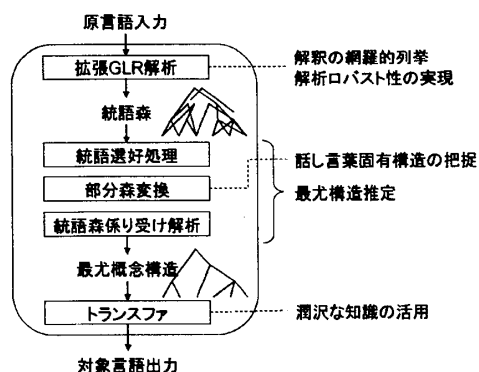 原言語入力
拡張GLR解析
解釈の網羅的列挙
解析ロバスト性の実現
統語森
統語選好処理
部分森変換
話し言葉固有構造の把捉
最尤構造推定
統語森係り受け解析
最尤概念構造
トランスファ
潤沢な知識の活用
対象言語出力